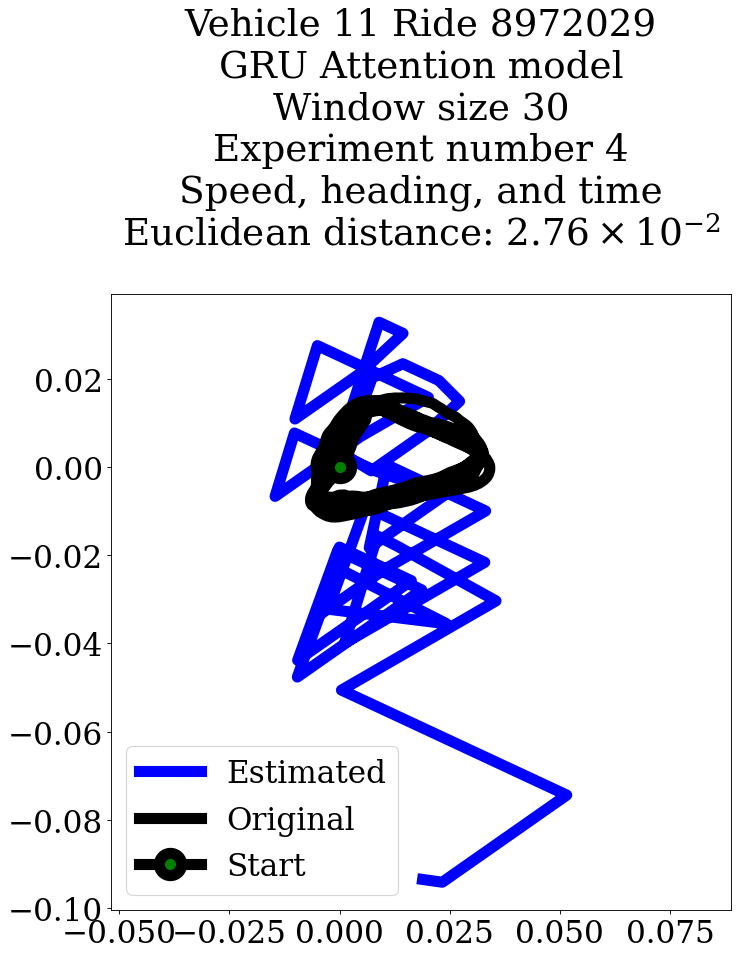 Vehicle 11 Ride 8972029
GRU Attention model
Window size 30
Experiment number 4
Speed, heading, and time
Euclidean distance: 2.76 × 10⁻²
0.02
0.00
−0.02
−0.04
−0.06
−0.08
−0.10
Estimated
Original
Start
−0.050 −0.025 0.000 0.025 0.050 0.075